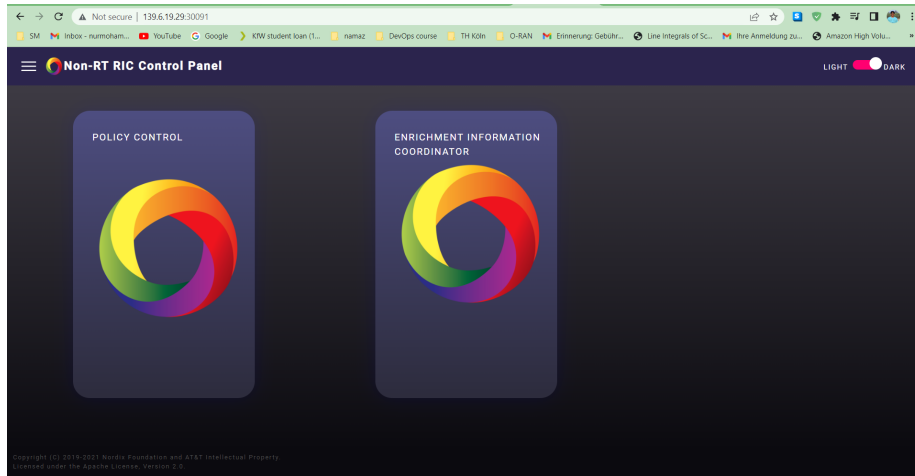 Not secure | 139.6.19.29:30091
SM Inbox - nurmoham... YouTube Google KfW student loan (1... namaz DevOps course TH Köln O-RAN Erinnerung: Gebühr... Line Integrals of Sc... Ihre Anmeldung zu... Amazon High Volu... »
Non-RT RIC Control Panel
LIGHT DARK
POLICY CONTROL
ENRICHMENT INFORMATION
COORDINATOR
Copyright (C) 2019-2021 Nordix Foundation and AT&T Intellectual Property.
Licensed under the Apache License, Version 2.0.